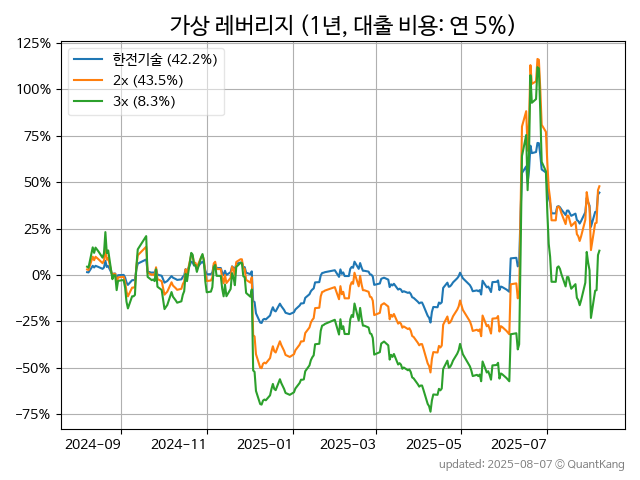 가상 레버리지 (1년, 대출 비용: 연 5%)
125%
100%
75%
50%
25%
0%
−25%
−50%
−75%
한전기술 (42.2%)
2x (43.5%)
3x (8.3%)
2024-09 2024-11 2025-01 2025-03 2025-05 2025-07
updated: 2025-08-07 © QuantKang